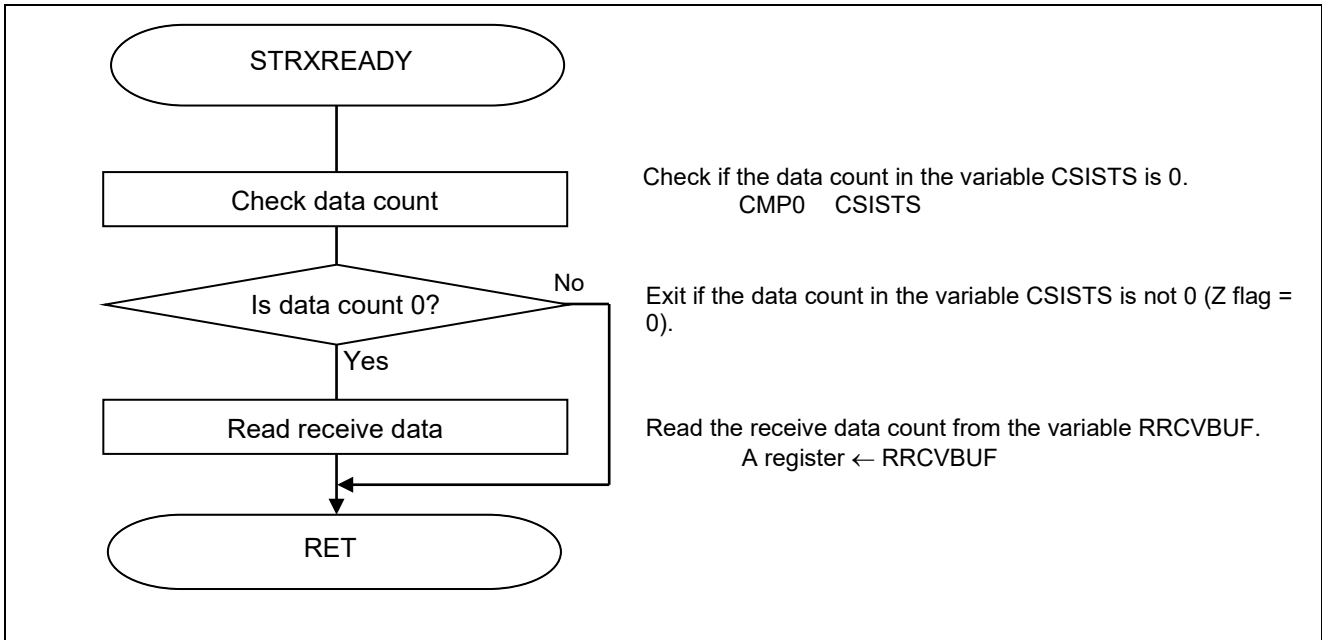 STRXREADY
Check data count
Check if the data count in the variable CSISTS is 0.
CMP0 CSISTS
Is data count 0?
No
Exit if the data count in the variable CSISTS is not 0 (Z flag =
0).
Yes
Read receive data
Read the receive data count from the variable RRCVBUF.
A register ← RRCVBUF
RET